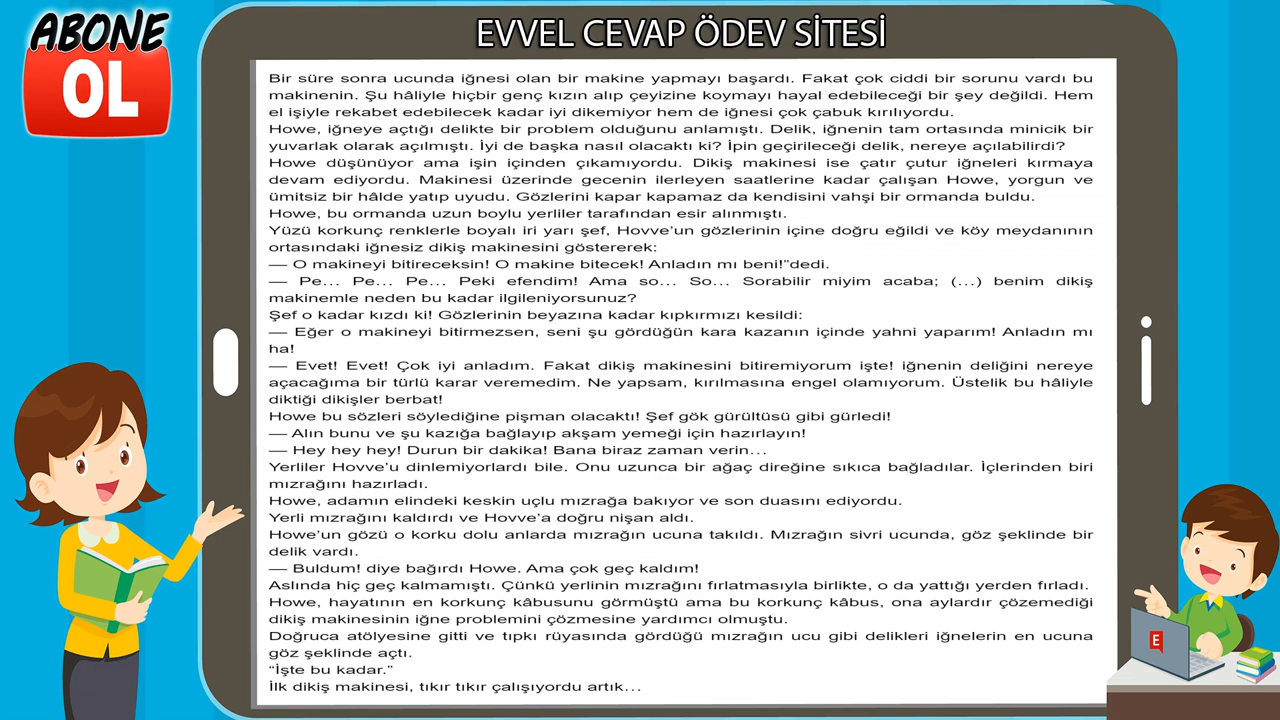 ABONE
OL
EVVEL CEVAP ÖDEV SİTESİ
Bir süre sonra ucunda iğnesi olan bir makine yapmayı başardı. Fakat çok ciddi bir sorunu vardı bu
makinenin. Şu hâliyle hiçbir genç kızın alıp çeyizine koymayı hayal edebileceği bir şey değildi. Hem
el işiyle rekabet edebilecek kadar iyi dikemiyor hem de iğnesi çok çabuk kırılıyordu.
Howe, iğneye açtığı delikte bir problem olduğunu anlamıştı. Delik, iğnenin tam ortasında minicik bir
yuvarlak olarak açılmıştı. İyi de başka nasıl olacaktı ki? İpin geçirileceği delik, nereye açılabilirdi?
Howe düşünüyor ama işin içinden çıkamıyordu. Dikiş makinesi ise çatır çutur iğneleri kırmaya
devam ediyordu. Makinesi üzerinde gecenin ilerleyen saatlerine kadar çalışan Howe, yorgun ve
ümitsiz bir hâlde yatıp uyudu. Gözlerini kapar kapamaz da kendisini vahşi bir ormanda buldu.
Howe, bu ormanda uzun boylu yerliler tarafından esir alınmıştı.
Yüzü korkunç renklerle boyalı iri yarı şef, Hovve’un gözlerinin içine doğru eğildi ve köy meydanının
ortasındaki iğnesiz dikiş makinesini göstererek:
— O makineyi bitireceksin! O makine bitecek! Anladın mı beni!”dedi.
— Pe… Pe… Pe… Peki efendim! Ama so… So… Sorabilir miyim acaba; (…) benim dikiş
makinemle neden bu kadar ilgileniyorsunuz?
Şef o kadar kızdı ki! Gözlerinin beyazına kadar kıpkırmızı kesildi:
— Eğer o makineyi bitirmezsen, seni şu gördüğün kara kazanın içinde yahni yaparım! Anladın mı
ha!
— Evet! Evet! Çok iyi anladım. Fakat dikiş makinesini bitiremiyorum işte! iğnenin deliğini nereye
açacağıma bir türlü karar veremedim. Ne yapsam, kırılmasına engel olamıyorum. Üstelik bu hâliyle
diktiği dikişler berbat!
Howe bu sözleri söylediğine pişman olacaktı! Şef gök gürültüsü gibi gürledi!
— Alın bunu ve şu kazığa bağlayıp akşam yemeği için hazırlayın!
— Hey hey hey! Durun bir dakika! Bana biraz zaman verin…
Yerliler Hovve’u dinlemiyorlardı bile. Onu uzunca bir ağaç direğine sıkıca bağladılar. İçlerinden biri
mızrağını hazırladı.
Howe, adamın elindeki keskin uçlu mızrağa bakıyor ve son duasını ediyordu.
Yerli mızrağını kaldırdı ve Hovve’a doğru nişan aldı.
Howe’un gözü o korku dolu anlarda mızrağın ucuna takıldı. Mızrağın sivri ucunda, göz şeklinde bir
delik vardı.
— Buldum! diye bağırdı Howe. Ama çok geç kaldım!
Aslında hiç geç kalmamıştı. Çünkü yerlinin mızrağını fırlatmasıyla birlikte, o da yattığı yerden fırladı.
Howe, hayatının en korkunç kâbusunu görmüştü ama bu korkunç kâbus, ona aylardır çözemediği
dikiş makinesinin iğne problemini çözmesine yardımcı olmuştu.
Doğruca atölyesine gitti ve tıpkı rüyasında gördüğü mızrağın ucu gibi delikleri iğnelerin en ucuna
göz şeklinde açtı.
“İşte bu kadar.”
İlk dikiş makinesi, tıkır tıkır çalışıyordu artık…
E